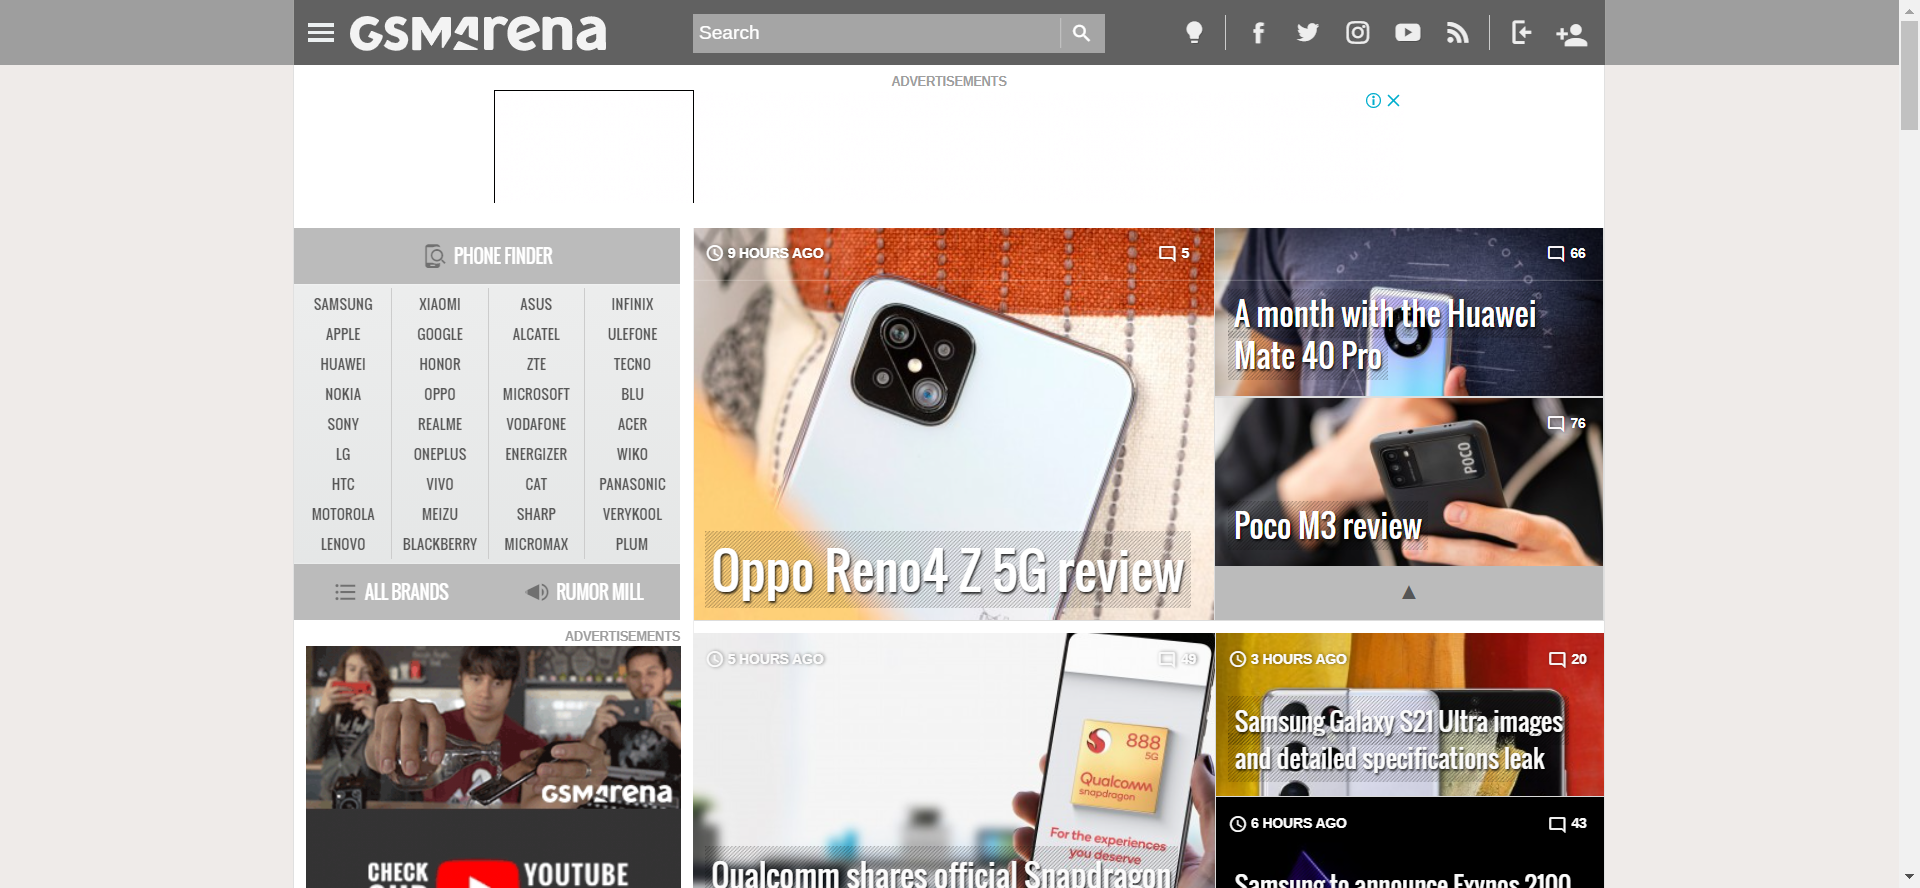 GSMArena
Search
ADVERTISEMENTS
PHONE FINDER
SAMSUNG XIAOMI ASUS INFINIX
APPLE GOOGLE ALCATEL ULEFONE
HUAWEI HONOR ZTE TECNO
NOKIA OPPO MICROSOFT BLU
SONY REALME VODAFONE ACER
LG ONEPLUS ENERGIZER WIKO
HTC VIVO CAT PANASONIC
MOTOROLA MEIZU SHARP VERYKOOL
LENOVO BLACKBERRY MICROMAX PLUM
ALL BRANDS RUMOR MILL
ADVERTISEMENTS
GSMArena
CHECK
OUR
YOUTUBE
9 HOURS AGO 5
Oppo Reno4 Z 5G review
66
A month with the Huawei
Mate 40 Pro
76
POCO
Poco M3 review
5 HOURS AGO 49
888
5G
Qualcomm
snapdragon
For the experiences
you deserve
Qualcomm shares official Snapdragon
3 HOURS AGO 20
Samsung Galaxy S21 Ultra images
and detailed specifications leak
6 HOURS AGO 43
Samsung to announce Exynos 2100